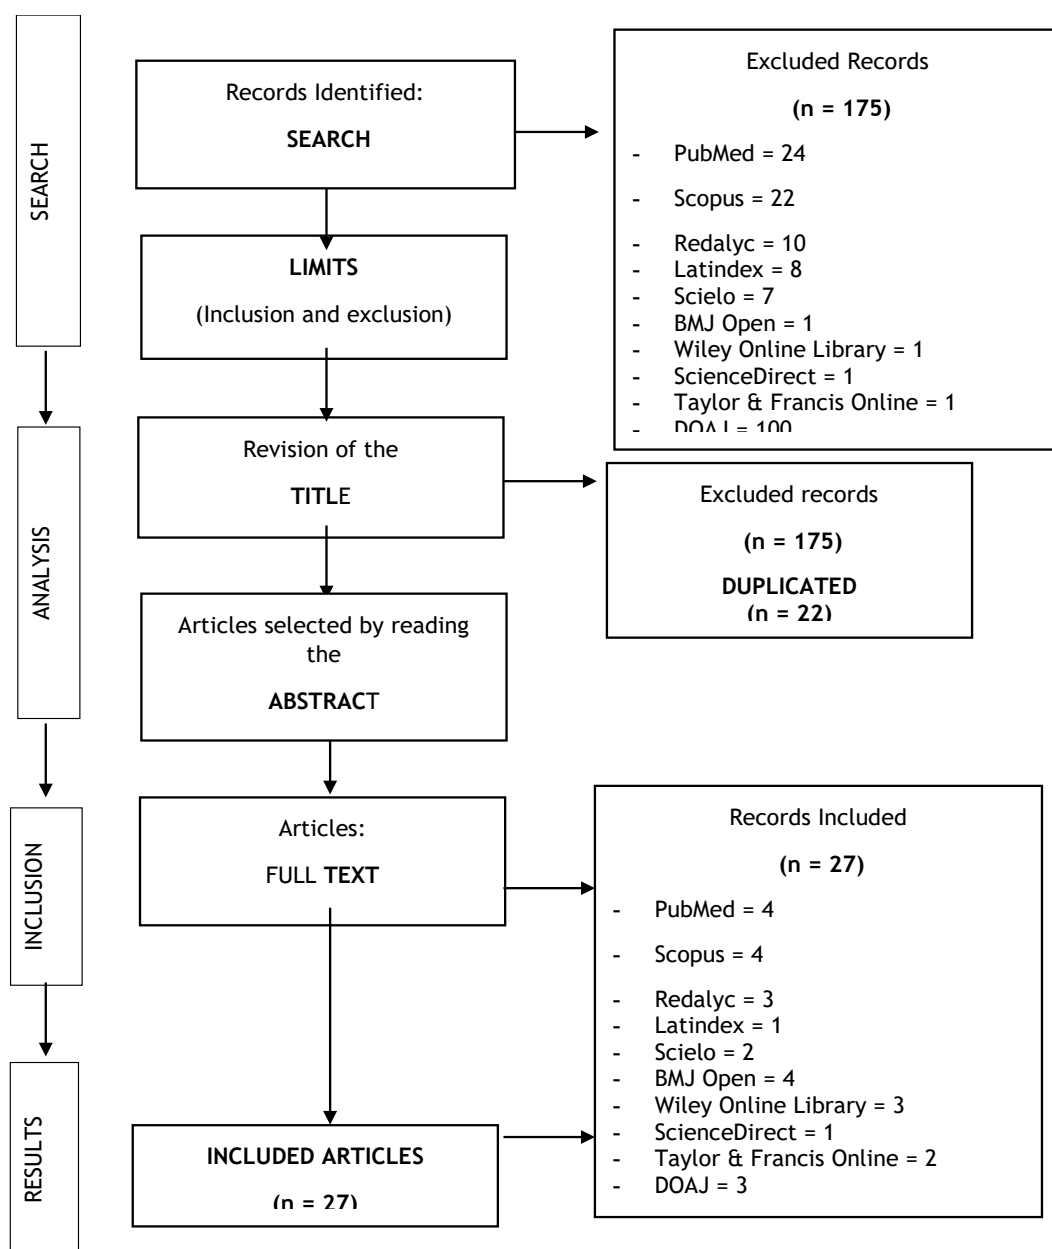 SEARCH
Records Identified:
SEARCH
Excluded Records
(n = 175)
- PubMed = 24
- Scopus = 22
- Redalyc = 10
- Latindex = 8
- Scielo = 7
- BMJ Open = 1
- Wiley Online Library = 1
- ScienceDirect = 1
- Taylor & Francis Online = 1
- DOAJ = 100
LIMITS
(Inclusion and exclusion)
ANALYSIS
Revision of the
TITLE
Excluded records
(n = 175)
DUPLICATED
(n = 22)
Articles selected by reading
the
ABSTRACT
INCLUSION
Articles:
FULL TEXT
Records Included
(n = 27)
- PubMed = 4
- Scopus = 4
- Redalyc = 3
- Latindex = 1
- Scielo = 2
- BMJ Open = 4
- Wiley Online Library = 3
- ScienceDirect = 1
- Taylor & Francis Online = 2
- DOAJ = 3
RESULTS
INCLUDED ARTICLES
(n = 27)